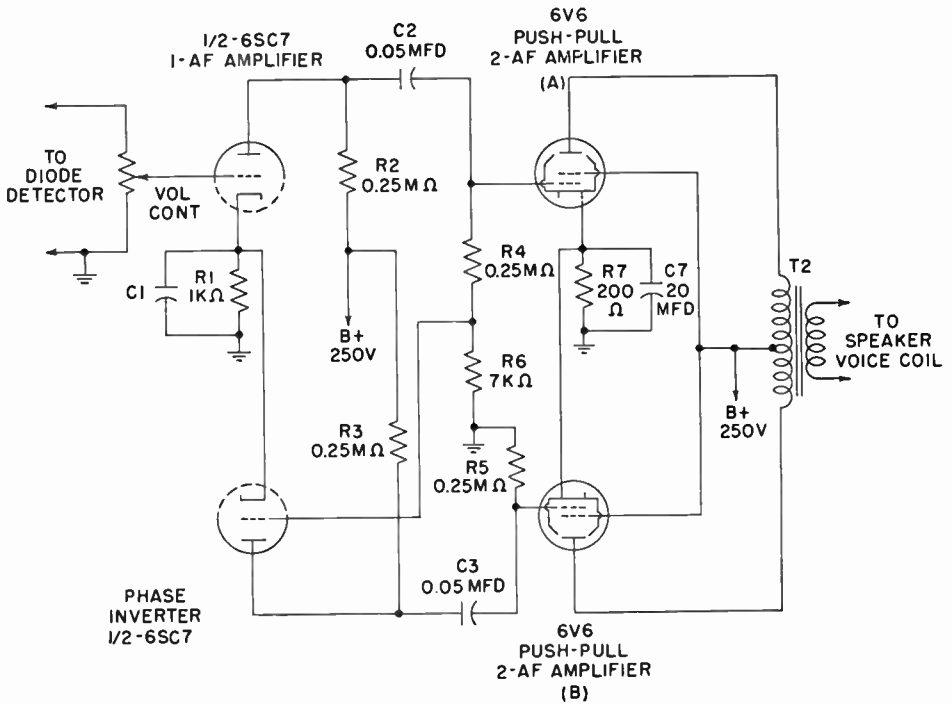 1/2-6SC7
1-AF AMPLIFIER
C2
0.05MFD
6V6
PUSH-PULL
2-AF AMPLIFIER
(A)
TO
DIODE
DETECTOR
VOL
CONT
R2
0.25MΩ
R4
0.25MΩ
R7
200
Ω
C7
20
MFD
T2
C1
R1
1KΩ
B+
250V
R6
7KΩ
TO
SPEAKER
VOICE COIL
B+
250V
R3
0.25MΩ
R5
0.25MΩ
C3
0.05MFD
PHASE
INVERTER
1/2-6SC7
6V6
PUSH-PULL
2-AF AMPLIFIER
(B)